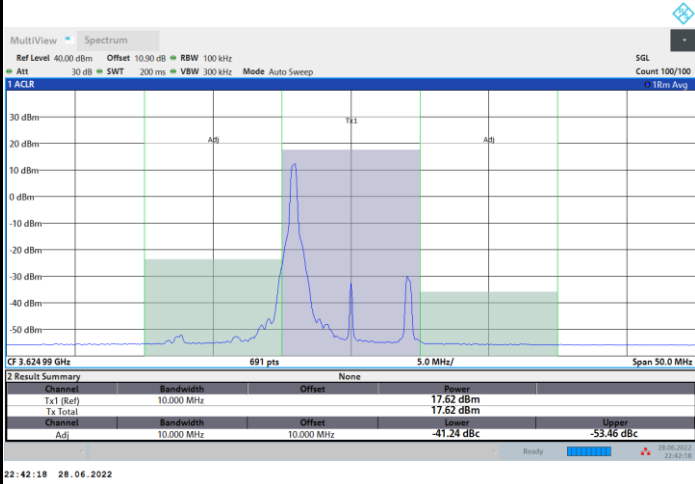 MultiView Spectrum
Ref Level 40.00 dBm Offset 10.90 dB RBW 100 kHz SGL
Att 30 dB SWT 200 ms VBW 300 kHz Mode Auto Sweep Count 100/100
1 ACLR 1Rm Avg
30 dBm
Tx1
20 dBm Adj Adj
10 dBm
0 dBm
-10 dBm
-20 dBm
-30 dBm
-40 dBm
-50 dBm
CF 3.624 99 GHz 691 pts 5.0 MHz/ Span 50.0 MHz
2 Result Summary None
Channel Bandwidth Offset Power
Tx1 (Ref) 10.000 MHz 17.62 dBm
Tx Total 17.62 dBm
Channel Bandwidth Offset Lower Upper
Adj 10.000 MHz 10.000 MHz -41.24 dBc -53.46 dBc
Ready 28.06.2022
22:42:18
22:42:18 28.06.2022